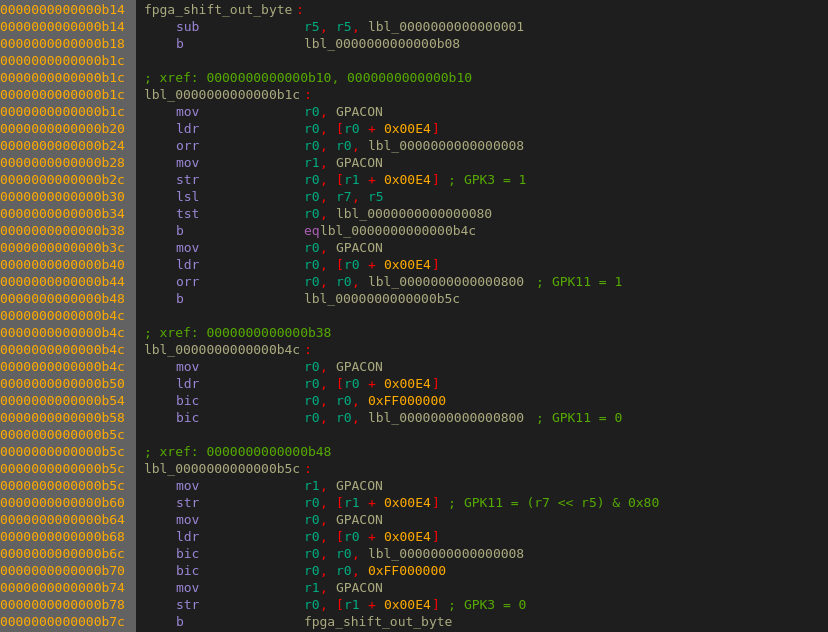 0000000000000b14 fpga_shift_out_byte:
0000000000000b14 sub r5, r5, lbl_0000000000000001
0000000000000b18 b lbl_0000000000000b08
0000000000000b1c
0000000000000b1c ; xref: 0000000000000b10, 0000000000000b10
0000000000000b1c lbl_0000000000000b1c:
0000000000000b1c mov r0, GPACON
0000000000000b20 ldr r0, [r0 + 0x00E4]
0000000000000b24 orr r0, r0, lbl_0000000000000008
0000000000000b28 mov r1, GPACON
0000000000000b2c str r0, [r1 + 0x00E4] ; GPK3 = 1
0000000000000b30 lsl r0, r7, r5
0000000000000b34 tst r0, lbl_0000000000000080
0000000000000b38 b eqlbl_0000000000000b4c
0000000000000b3c mov r0, GPACON
0000000000000b40 ldr r0, [r0 + 0x00E4]
0000000000000b44 orr r0, r0, lbl_0000000000000800 ; GPK11 = 1
0000000000000b48 b lbl_0000000000000b5c
0000000000000b4c
0000000000000b4c ; xref: 0000000000000b38
0000000000000b4c lbl_0000000000000b4c:
0000000000000b4c mov r0, GPACON
0000000000000b50 ldr r0, [r0 + 0x00E4]
0000000000000b54 bic r0, r0, 0xFF000000
0000000000000b58 bic r0, r0, lbl_0000000000000800 ; GPK11 = 0
0000000000000b5c
0000000000000b5c ; xref: 0000000000000b48
0000000000000b5c lbl_0000000000000b5c:
0000000000000b5c mov r1, GPACON
0000000000000b60 str r0, [r1 + 0x00E4] ; GPK11 = (r7 << r5) & 0x80
0000000000000b64 mov r0, GPACON
0000000000000b68 ldr r0, [r0 + 0x00E4]
0000000000000b6c bic r0, r0, lbl_0000000000000008
0000000000000b70 bic r0, r0, 0xFF000000
0000000000000b74 mov r1, GPACON
0000000000000b78 str r0, [r1 + 0x00E4] ; GPK3 = 0
0000000000000b7c b fpga_shift_out_byte